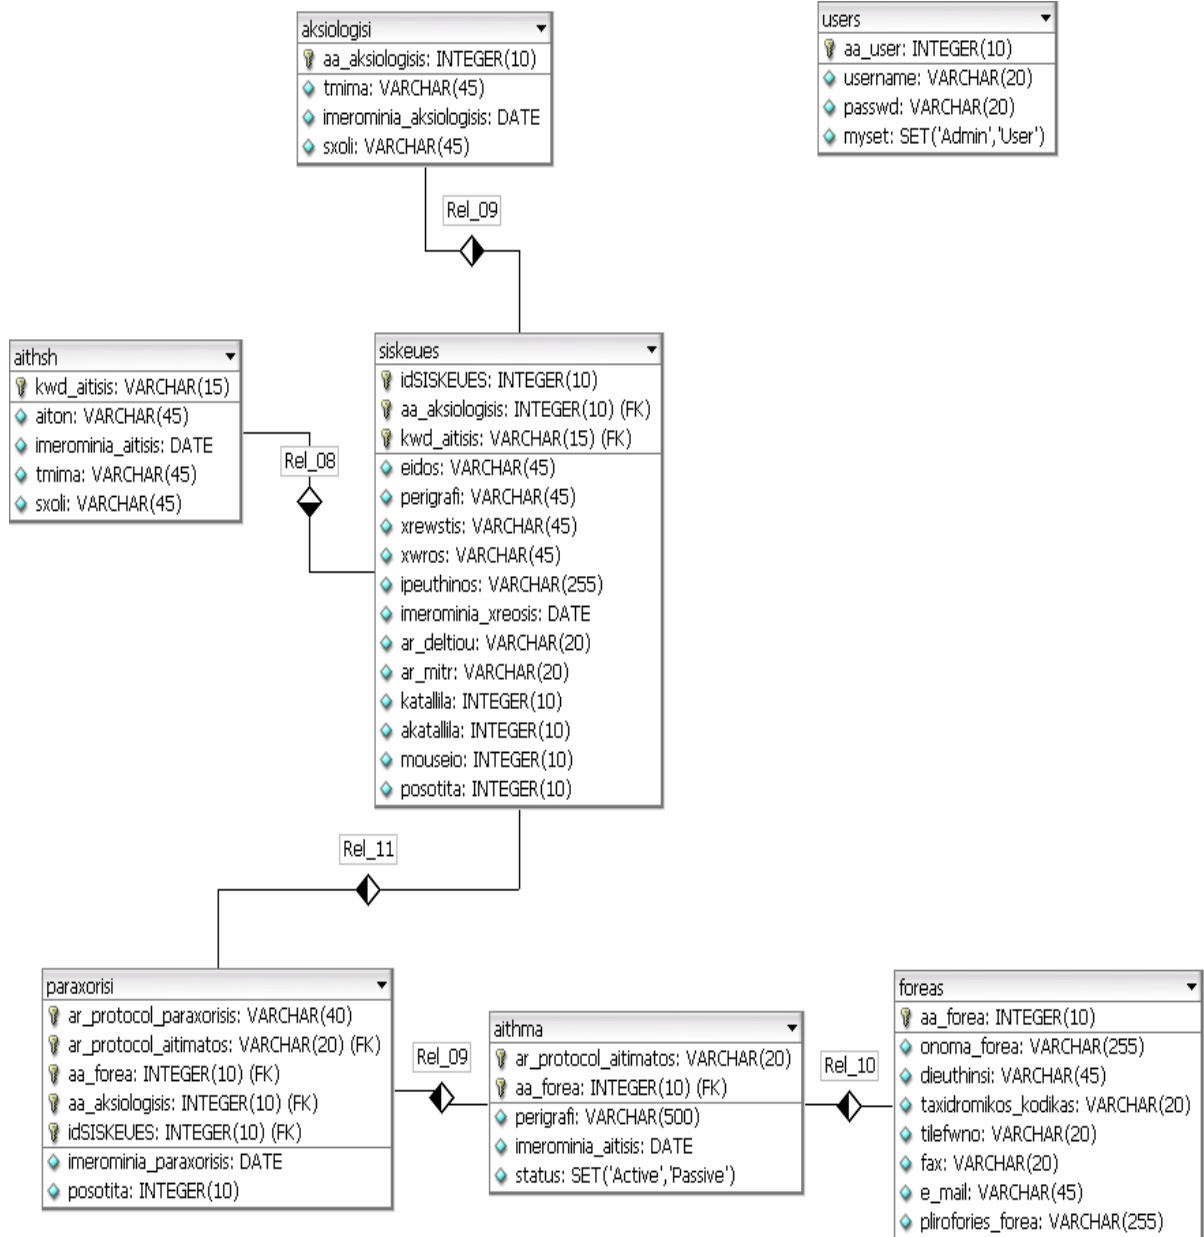 aksiologisi
aa_aksiologisis: INTEGER(10)
tmima: VARCHAR(45)
imerominia_aksiologisis: DATE
sxoli: VARCHAR(45)
users
aa_user: INTEGER(10)
username: VARCHAR(20)
passwd: VARCHAR(20)
myset: SET('Admin','User')
Rel_09
aithsh
kwd_aitisis: VARCHAR(15)
aiton: VARCHAR(45)
imerominia_aitisis: DATE
tmima: VARCHAR(45)
sxoli: VARCHAR(45)
Rel_08
siskeues
idSISKEUES: INTEGER(10)
aa_aksiologisis: INTEGER(10) (FK)
kwd_aitisis: VARCHAR(15) (FK)
eidos: VARCHAR(45)
perigrafi: VARCHAR(45)
xrewstis: VARCHAR(45)
xwros: VARCHAR(45)
ipeuthinos: VARCHAR(255)
imerominia_xreosis: DATE
ar_deltiou: VARCHAR(20)
ar_mitr: VARCHAR(20)
katallila: INTEGER(10)
akatallila: INTEGER(10)
mouseio: INTEGER(10)
posotita: INTEGER(10)
Rel_11
paraxorisi
ar_protocol_paraxorisis: VARCHAR(40)
ar_protocol_aitimatos: VARCHAR(20) (FK)
aa_forea: INTEGER(10) (FK)
aa_aksiologisis: INTEGER(10) (FK)
idSISKEUES: INTEGER(10) (FK)
imerominia_paraxorisis: DATE
posotita: INTEGER(10)
Rel_09
aithma
ar_protocol_aitimatos: VARCHAR(20)
aa_forea: INTEGER(10) (FK)
perigrafi: VARCHAR(500)
imerominia_aitisis: DATE
status: SET('Active','Passive')
Rel_10
foreas
aa_forea: INTEGER(10)
onoma_forea: VARCHAR(255)
dieuthinsi: VARCHAR(45)
taxidromikos_kodikas: VARCHAR(20)
tilefwno: VARCHAR(20)
fax: VARCHAR(20)
e_mail: VARCHAR(45)
plirofories_forea: VARCHAR(255)